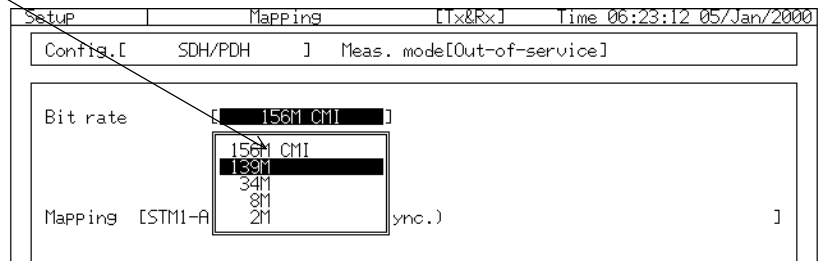 Setup Mapping [Tx&Rx] Time 06:23:12 05/Jan/2000
Config.[ SDH/PDH ] Meas. mode[Out-of-service]
Bit rate [ 156M CMI ]
156M CMI
139M
34M
8M
2M
Mapping [STM1-A ync.) ]